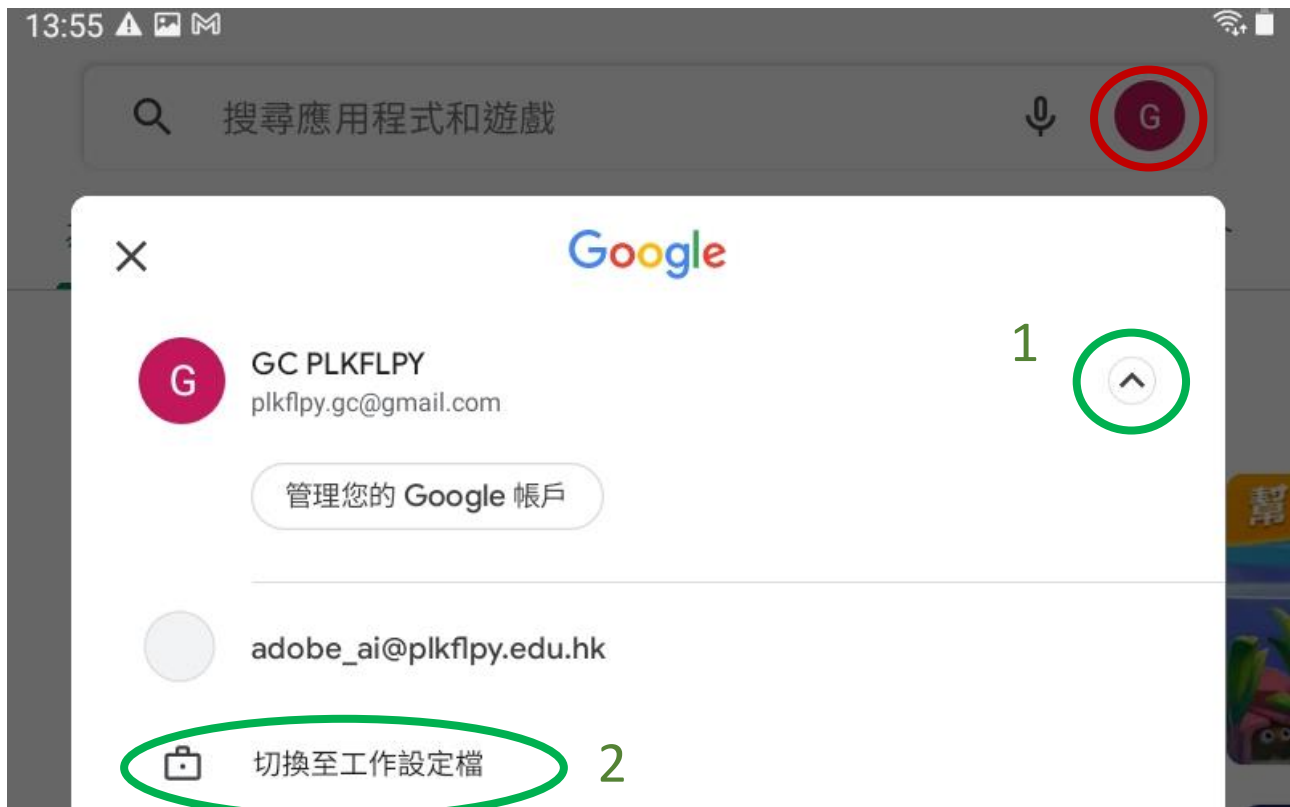 13:55
搜尋應用程式和遊戲
G
Google
1
G
GC PLKFLPY
plkflpy.gc@gmail.com
管理您的 Google 帳戶
幫
adobe_ai@plkflpy.edu.hk
切換至工作設定檔
2